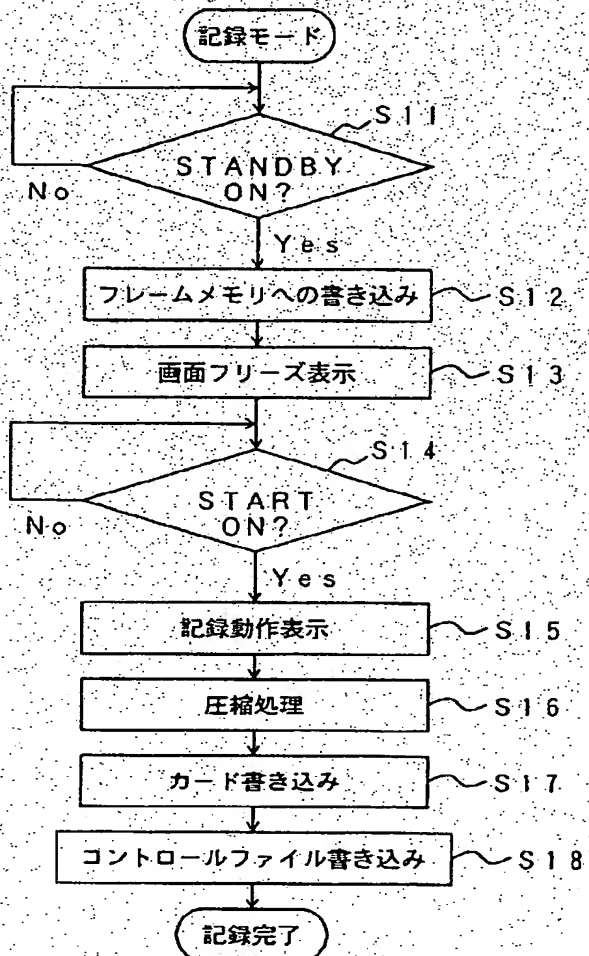 記録モード
S11
STANDBY
ON?
No
Yes
フレームメモリへの書き込み
S12
画面フリーズ表示
S13
S14
START
ON?
No
Yes
記録動作表示
S15
圧縮処理
S16
カード書き込み
S17
コントロールファイル書き込み
S18
記録完了